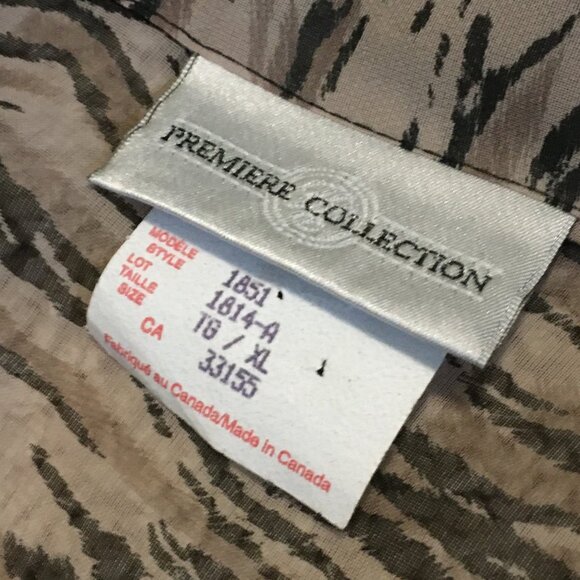 PREMIERE COLLECTION
MODELE
STYLE 1851
LOT 1814-A
TAILLE
SIZE TG / XL
CA 33155
Fabriqué au Canada/Made in Canada